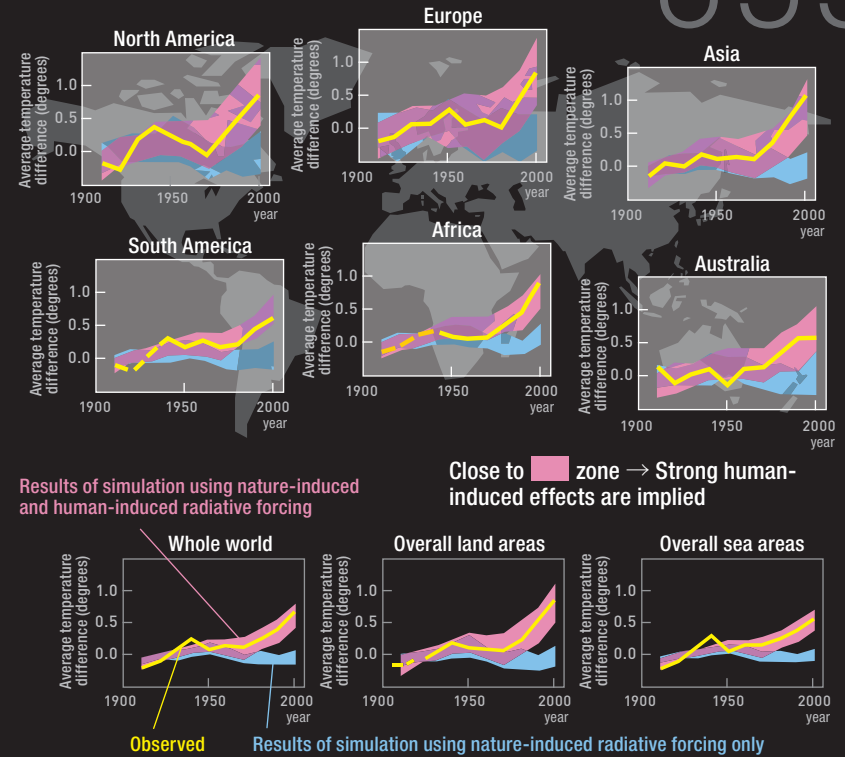 Europe
North America
Asia
Average temperature
difference (degrees)
1.0
0.5
0.0
1900
1950
2000
year
Average temperature
difference (degrees)
1.0
0.5
0.0
1900
1950
2000
year
Average temperature
difference (degrees)
1.0
0.5
0.0
1900
1950
2000
year
South America
Africa
Australia
Average temperature
difference (degrees)
1.0
0.5
0.0
1900
1950
2000
year
Average temperature
difference (degrees)
1.0
0.5
0.0
1900
1950
2000
year
Average temperature
difference (degrees)
1.0
0.5
0.0
1900
1950
2000
year
Close to zone → Strong human-
induced effects are implied
Results of simulation using nature-induced
and human-induced radiative forcing
Whole world
Overall land areas
Overall sea areas
Average temperature
difference (degrees)
1.0
0.5
0.0
1900
1950
2000
year
Average temperature
difference (degrees)
1.0
0.5
0.0
1900
1950
2000
year
Average temperature
difference (degrees)
1.0
0.5
0.0
1900
1950
2000
year
Observed
Results of simulation using nature-induced radiative forcing only